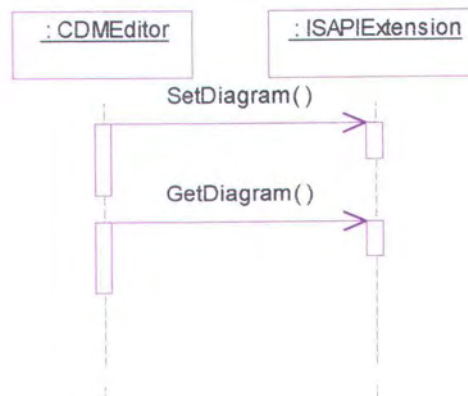 : CDMEditor
: ISAPIExtension
SetDiagram()
GetDiagram()